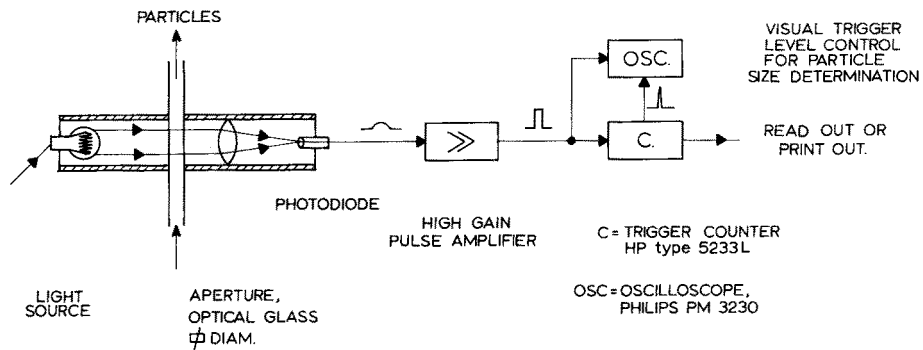 PARTICLES
VISUAL TRIGGER
LEVEL CONTROL
FOR PARTICLE
SIZE DETERMINATION
OSC.
C.
READ OUT OR
PRINT OUT.
PHOTODIODE
HIGH GAIN
PULSE AMPLIFIER
C = TRIGGER COUNTER
HP type 5233L
LIGHT
SOURCE
APERTURE,
OPTICAL GLASS
DIAM.
OSC = OSCILLOSCOPE,
PHILIPS PM 3230